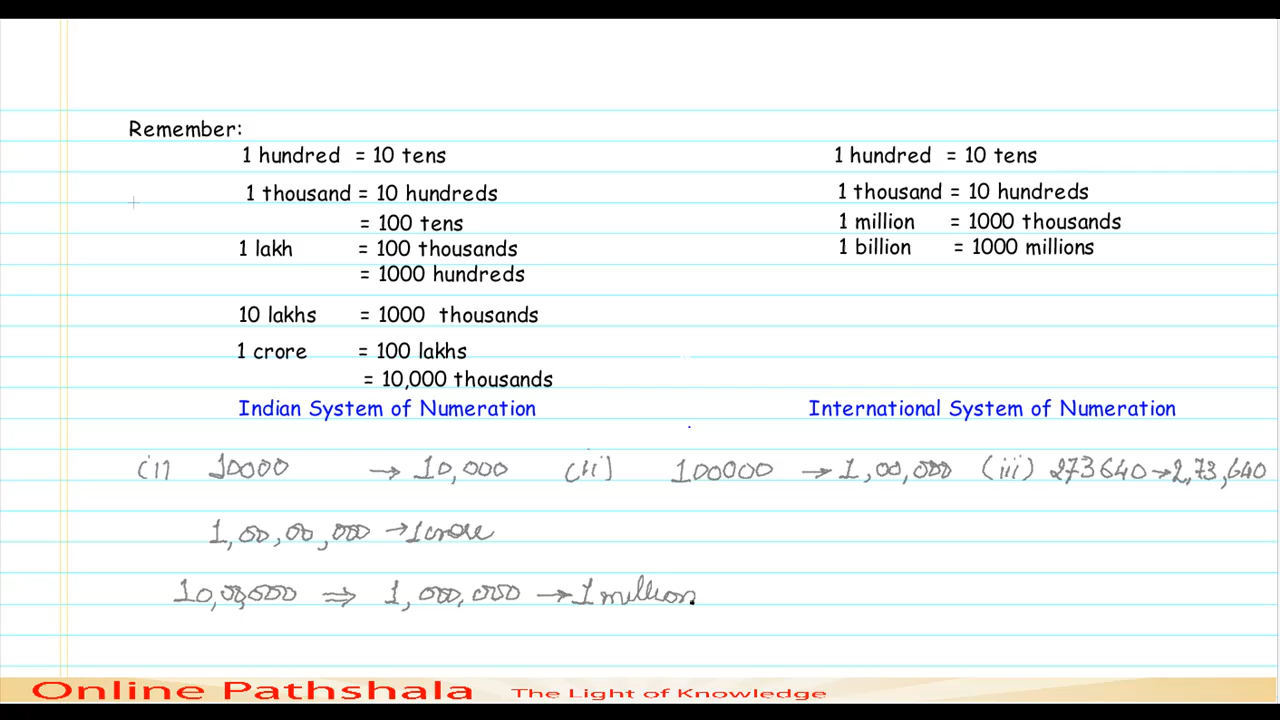 Remember:
1 hundred = 10 tens
1 thousand = 10 hundreds
= 100 tens
1 lakh = 100 thousands
= 1000 hundreds
10 lakhs = 1000 thousands
1 crore = 100 lakhs
= 10,000 thousands
Indian System of Numeration
1 hundred = 10 tens
1 thousand = 10 hundreds
1 million = 1000 thousands
1 billion = 1000 millions
International System of Numeration
(i) 10000 → 10,000 (ii) 100000 → 1,00,000 (iii) 273640 → 2,73,640
1,00,00,000 → 1 crore
10,00,000 ⇒ 1,000,000 → 1 million
Online Pathshala The Light of Knowledge